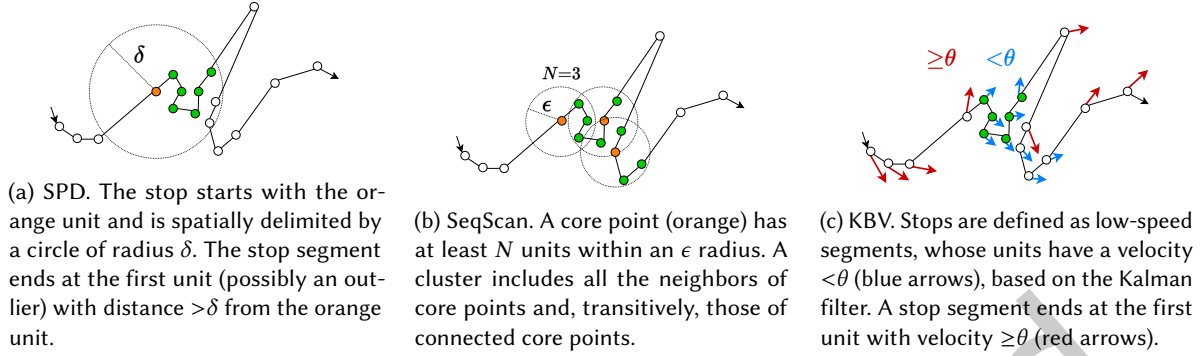 δ
N=3
ϵ
≥θ
<θ
(a) SPD. The stop starts with the or-
ange unit and is spatially delimited by
a circle of radius δ. The stop segment
ends at the first unit (possibly an out-
lier) with distance >δ from the orange
unit.
(b) SeqScan. A core point (orange) has
at least N units within an ϵ radius. A
cluster includes all the neighbors of
core points and, transitively, those of
connected core points.
(c) KBV. Stops are defined as low-speed
segments, whose units have a velocity
<θ (blue arrows), based on the Kalman
filter. A stop segment ends at the first
unit with velocity ≥θ (red arrows).